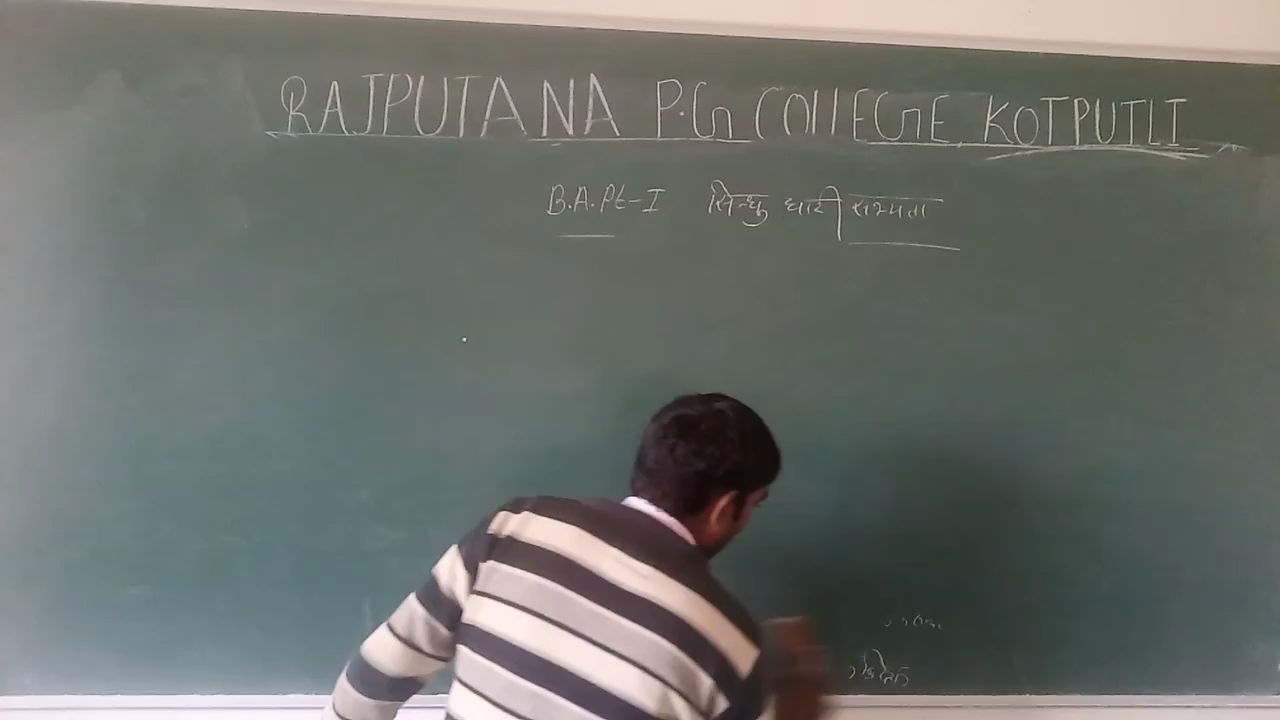 RAJPUTANA P.G COllEGE KOTPUTLI
B.A.Pt-I सिन्धु घाटी सभ्यता